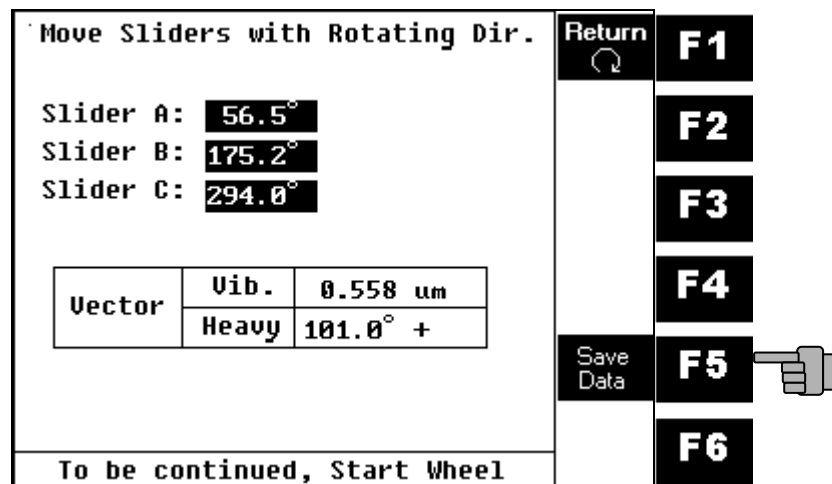 Move Sliders with Rotating Dir.
Return
F1
Slider A: 56.5°
F2
Slider B: 175.2°
Slider C: 294.0°
F3
Vector
Vib. 0.558 um
F4
Heavy 101.0° +
Save
Data
F5
To be continued, Start Wheel
F6